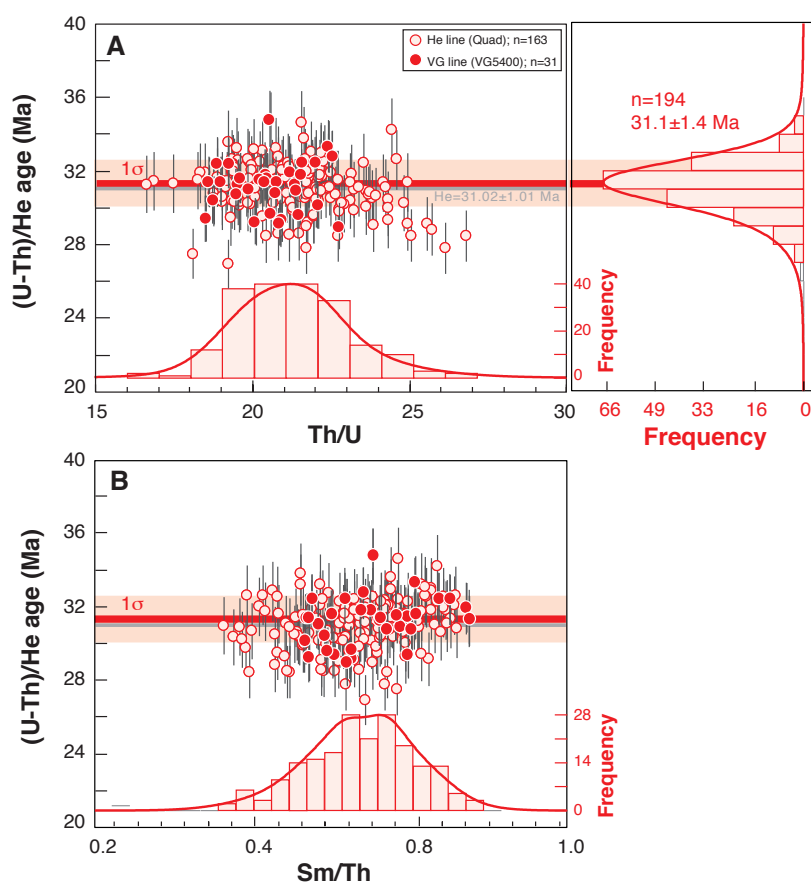 A
He line (Quad); n=163
VG line (VG5400); n=31
1σ
He=31.02±1.01 Ma
(U-Th)/He age (Ma)
40
36
32
28
24
20
15
20
25
30
Th/U
40
20
0
Frequency
n=194
31.1±1.4 Ma
66
49
33
16
0
Frequency
B
1σ
(U-Th)/He age (Ma)
40
36
32
28
24
20
0.2
0.4
0.8
1.0
Sm/Th
28
14
0
Frequency